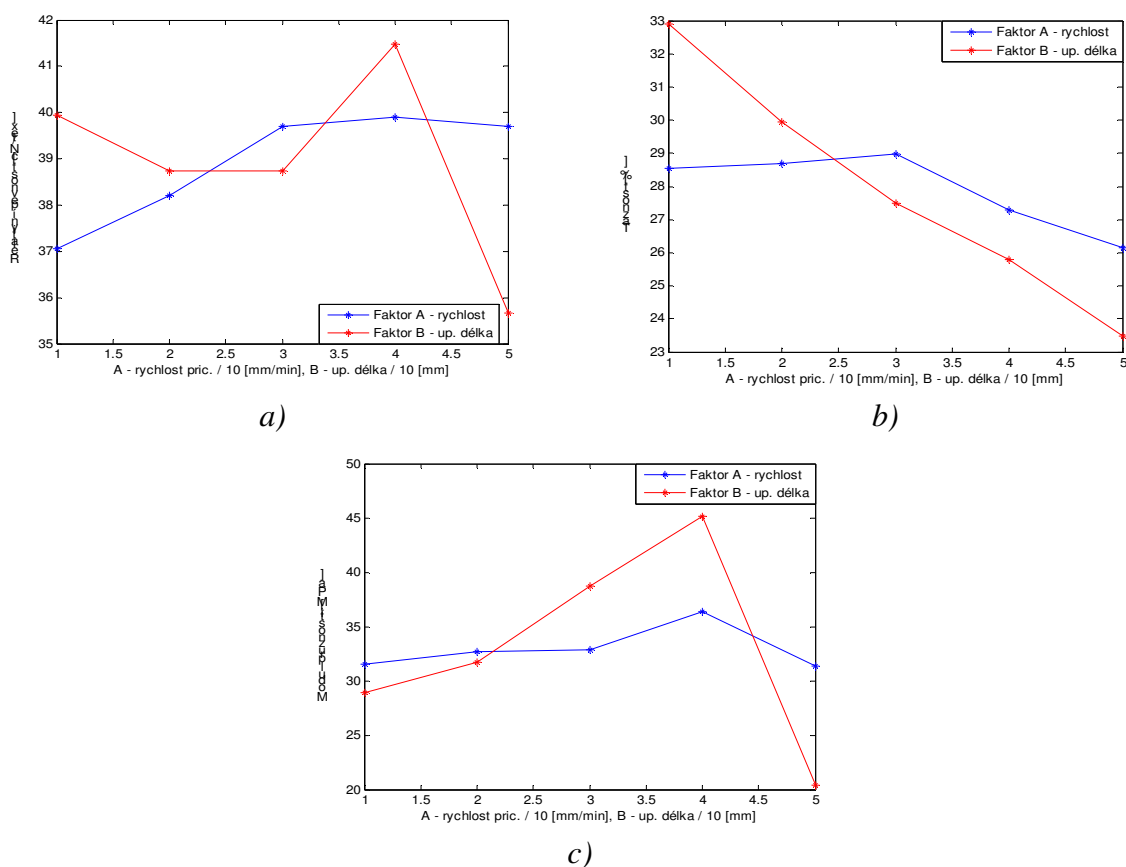 42
41
40
39
38
37
36
35
Faktor A - rychlost
Faktor B - up. délka
1 1.5 2 2.5 3 3.5 4 4.5 5
A - rychlost pric. / 10 [mm/min], B - up. délka / 10 [mm]
a)
33
32
31
30
29
28
27
26
25
24
23
Faktor A - rychlost
Faktor B - up. délka
1 1.5 2 2.5 3 3.5 4 4.5 5
A - rychlost pric. / 10 [mm/min], B - up. délka / 10 [mm]
b)
50
45
40
35
30
25
20
Faktor A - rychlost
Faktor B - up. délka
1 1.5 2 2.5 3 3.5 4 4.5 5
A - rychlost pric. / 10 [mm/min], B - up. délka / 10 [mm]
c)